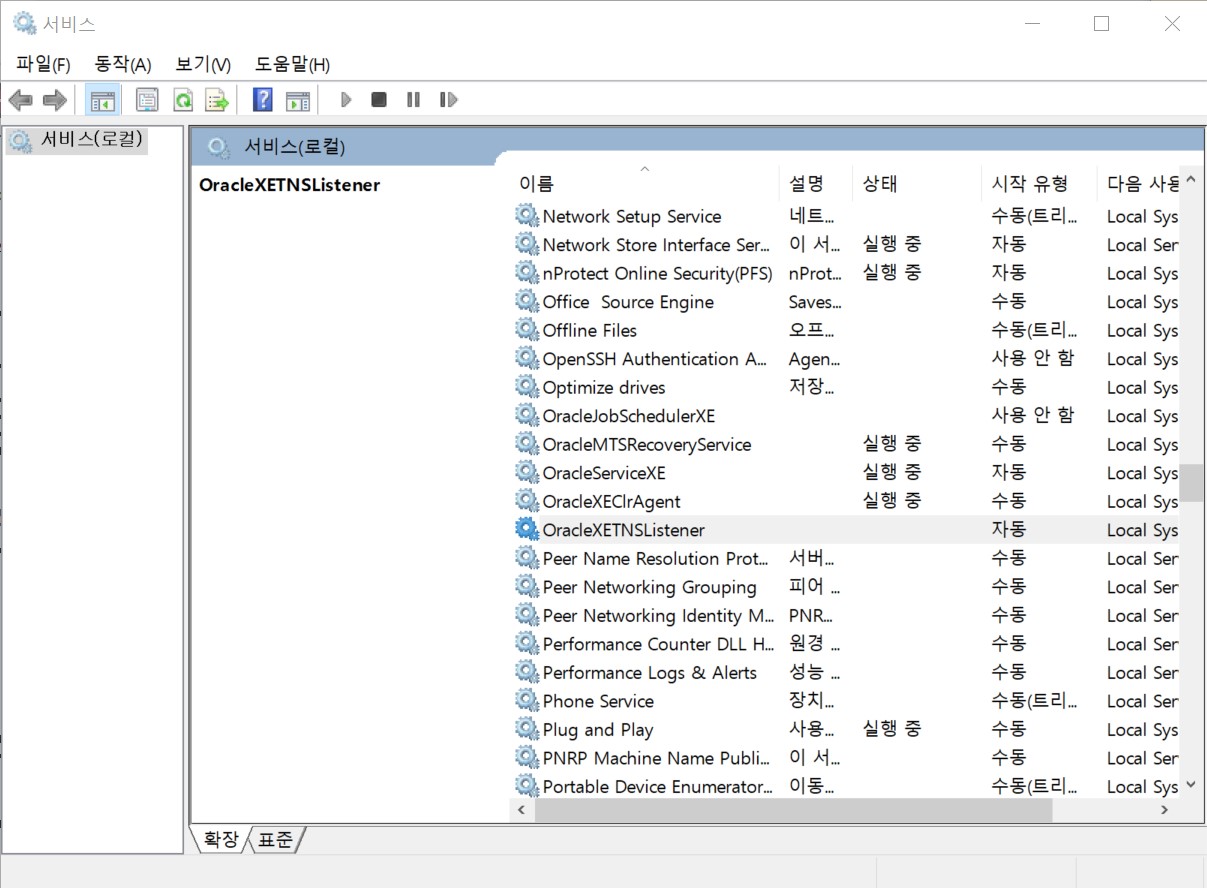 서비스
파일(F) 동작(A) 보기(V) 도움말(H)
서비스(로컬)
서비스(로컬)
OracleXETNSListener
이름 설명 상태 시작 유형 다음 사용
Network Setup Service 네트... 수동(트리... Local Sys
Network Store Interface Ser... 이 서... 실행 중 자동 Local Ser
nProtect Online Security(PFS) nProt... 실행 중 자동 Local Sys
Office  Source Engine Saves... 수동 Local Sys
Offline Files 오프... 수동(트리... Local Sys
OpenSSH Authentication A... Agen... 사용 안 함 Local Sys
Optimize drives 저장... 수동 Local Sys
OracleJobSchedulerXE 사용 안 함 Local Sys
OracleMTSRecoveryService 실행 중 수동 Local Sys
OracleServiceXE 실행 중 자동 Local Sys
OracleXEClrAgent 실행 중 수동 Local Sys
OracleXETNSListener 자동 Local Sys
Peer Name Resolution Prot... 서버... 수동 Local Ser
Peer Networking Grouping 피어 ... 수동 Local Ser
Peer Networking Identity M... PNR... 수동 Local Ser
Performance Counter DLL H... 원경 ... 수동 Local Ser
Performance Logs & Alerts 성능 ... 수동 Local Ser
Phone Service 장치... 수동(트리... Local Ser
Plug and Play 사용... 실행 중 수동 Local Sys
PNRP Machine Name Publi... 이 서... 수동 Local Ser
Portable Device Enumerator... 이동... 수동(트리... Local Sys
확장 표준